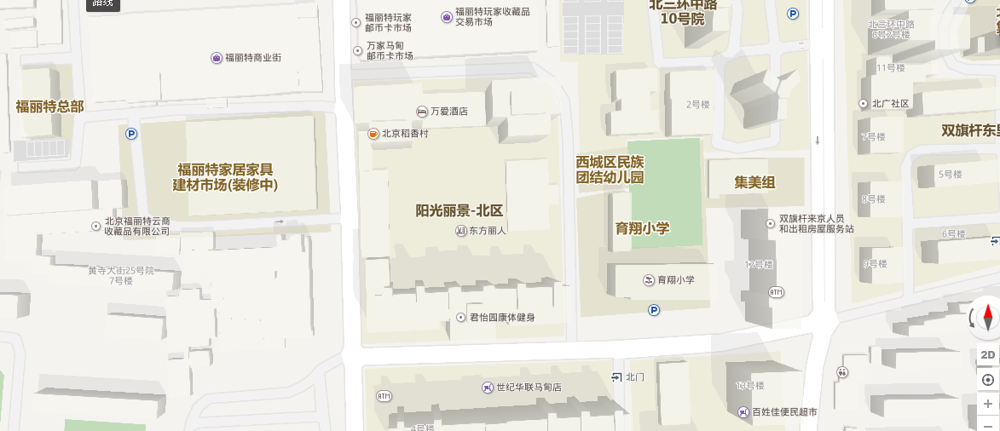 路线
福丽特玩家
邮币卡市场
福丽特玩家收藏品
交易市场
北三环中路
10号院
P
北三环中路
6号2号楼
万家马甸
邮币卡市场
福丽特商业街
11号楼
福丽特总部
万爱酒店
2号楼
北广社区
P
北京稻香村
7号楼
双旗杆东里
福丽特家居家具
建材市场(装修中)
西城区民族
团结幼儿园
集美组
5号楼
8号楼
阳光丽景-北区
东方丽人
育翔小学
北京福丽特云商
收藏品有限公司
双旗杆来京人员
和出租房屋服务站
6号楼
黄寺大街25号院
7号楼
12号楼
9号楼
育翔小学
ATM
P
君怡园康体健身
2D
北门
世纪华联马甸店
ATM
13号楼
百姓佳便民超市
4号楼